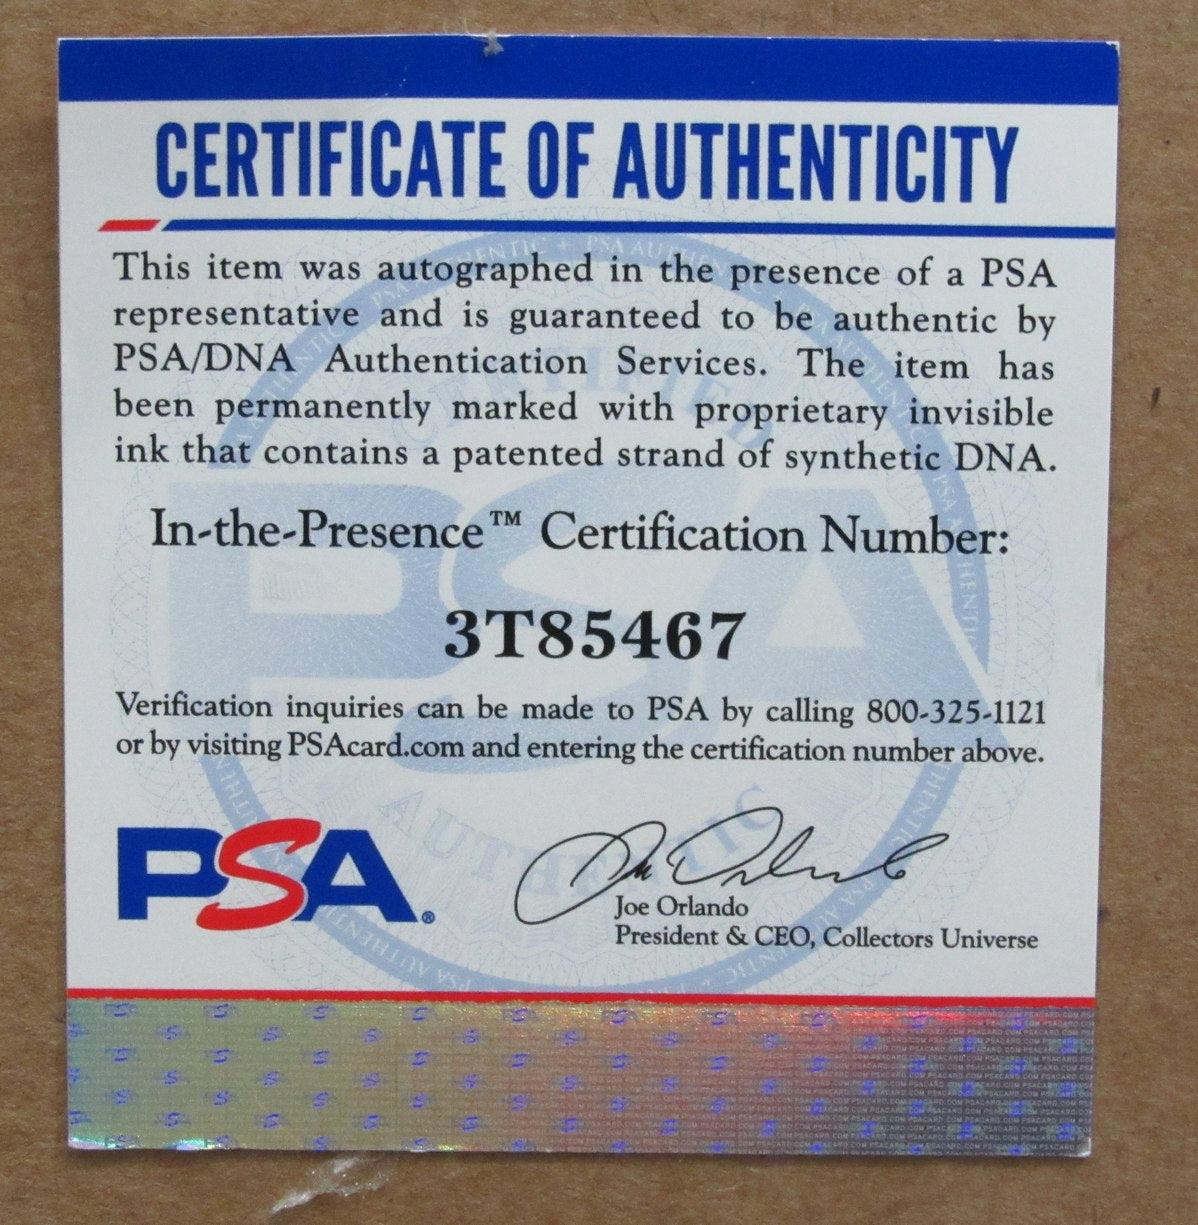 CERTIFICATE OF AUTHENTICITY
This item was autographed in the presence of a PSA
representative and is guaranteed to be authentic by
PSA/DNA Authentication Services. The item has
been permanently marked with proprietary invisible
ink that contains a patented strand of synthetic DNA.
In-the-Presence™ Certification Number:
3T85467
Verification inquiries can be made to PSA by calling 800-325-1121
or by visiting PSAcard.com and entering the certification number above.
PSA®
Joe Orlando
President & CEO, Collectors Universe
CERTIFIED
PSA
AUTHENTIC